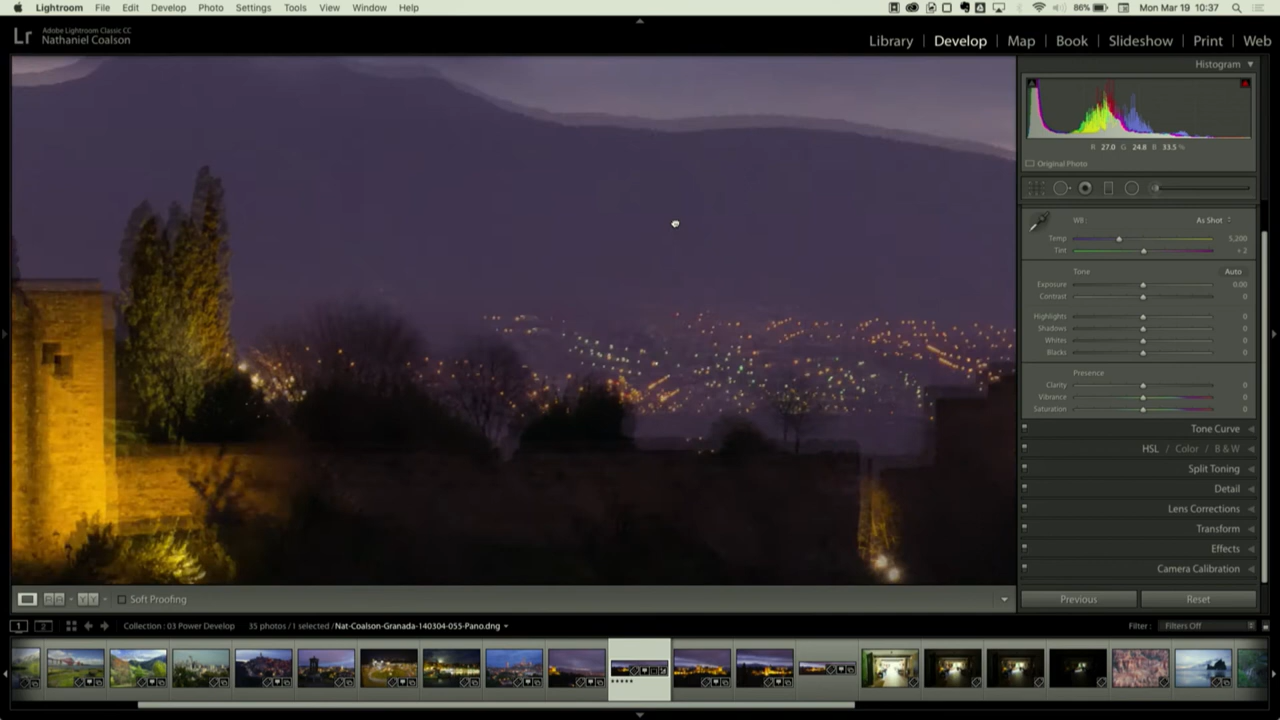 Lightroom File Edit Develop Photo Settings Tools View Window Help 86% Mon Mar 19 10:37
Lr Adobe Lightroom Classic CC
Nathaniel Coalson
Library | Develop | Map | Book | Slideshow | Print | Web
Histogram
R 27.0 G 24.8 B 33.5 %
Original Photo
WB: As Shot
Temp 5,200
Tint + 2
Tone Auto
Exposure 0.00
Contrast 0
Highlights 0
Shadows 0
Whites 0
Blacks 0
Presence
Clarity 0
Vibrance 0
Saturation 0
Tone Curve
HSL / Color / B & W
Split Toning
Detail
Lens Corrections
Transform
Effects
Camera Calibration
Soft Proofing
Previous Reset
1 2 Collection : 03 Power Develop 35 photos / 1 selected / Nat-Coalson-Granada-140304-055-Pano.dng Filter : Filters Off